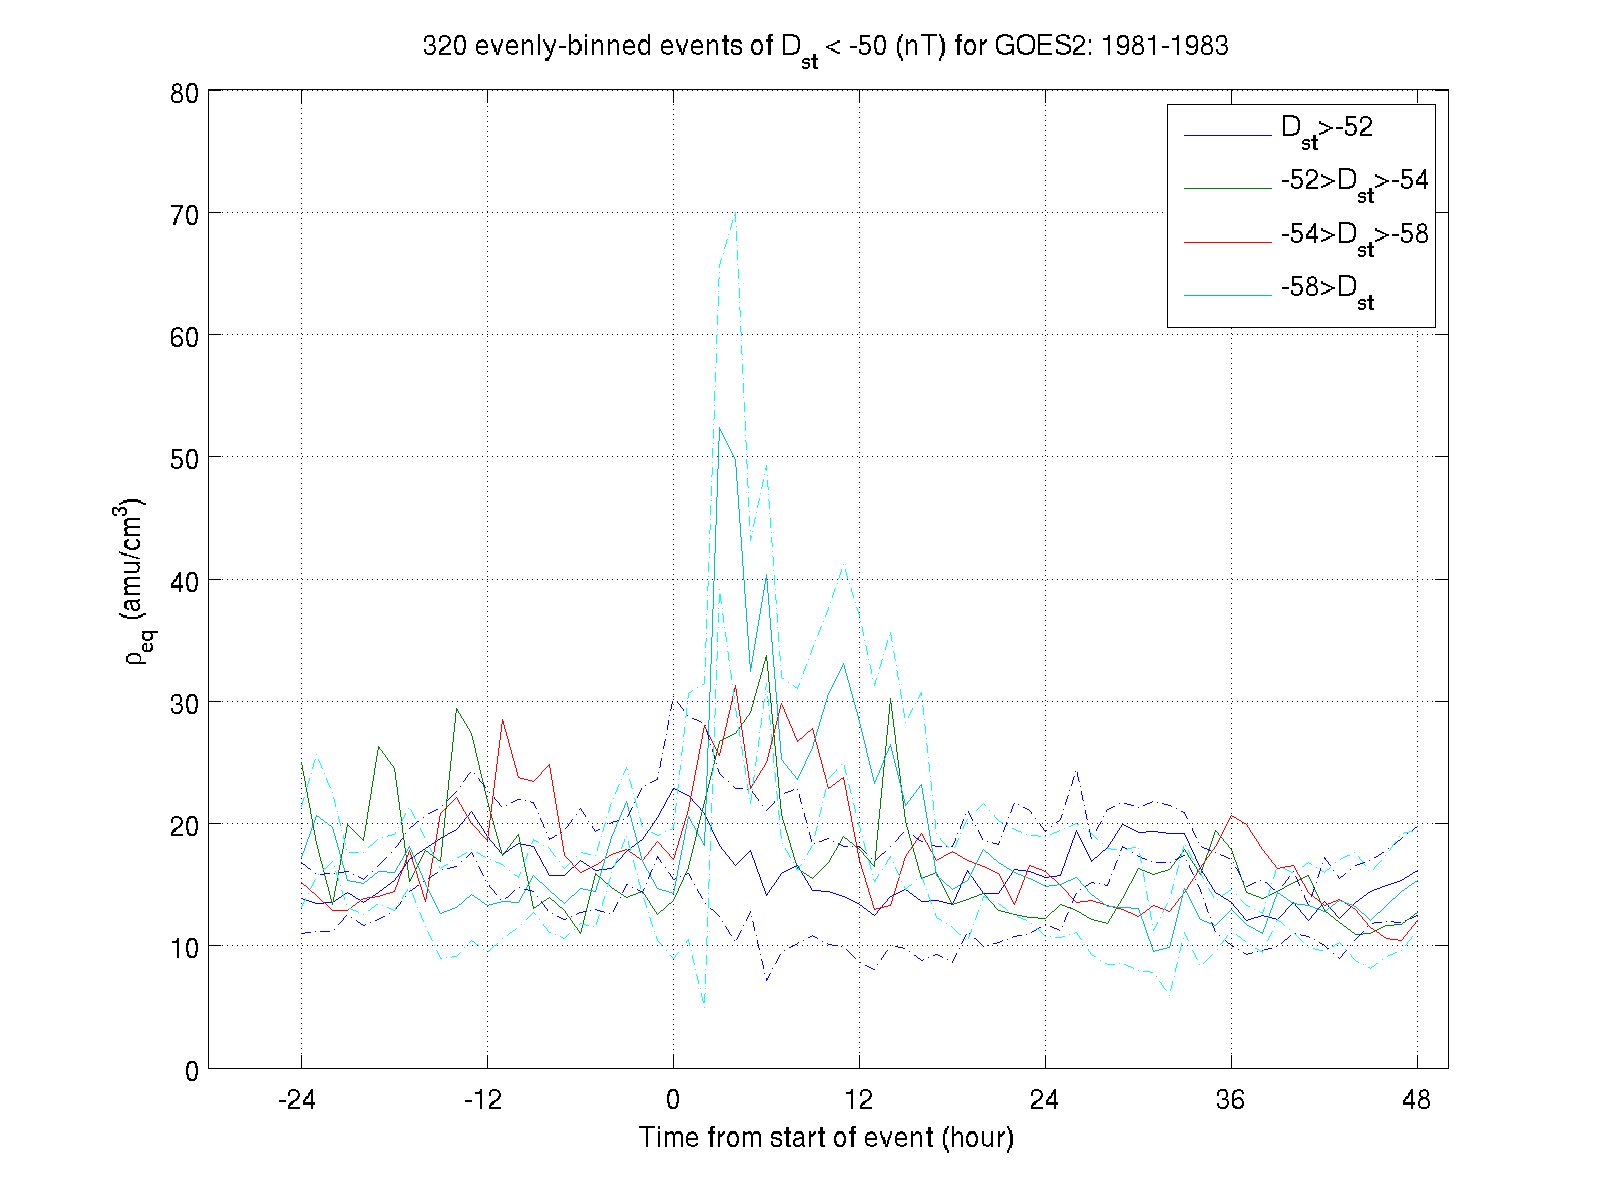 320 evenly-binned events of D_st < -50 (nT) for GOES2: 1981-1983
80
70
60
50
40
30
20
10
0
ρ_eq (amu/cm³)
D_st>-52
-52>D_st>-54
-54>D_st>-58
-58>D_st
-24 -12 0 12 24 36 48
Time from start of event (hour)